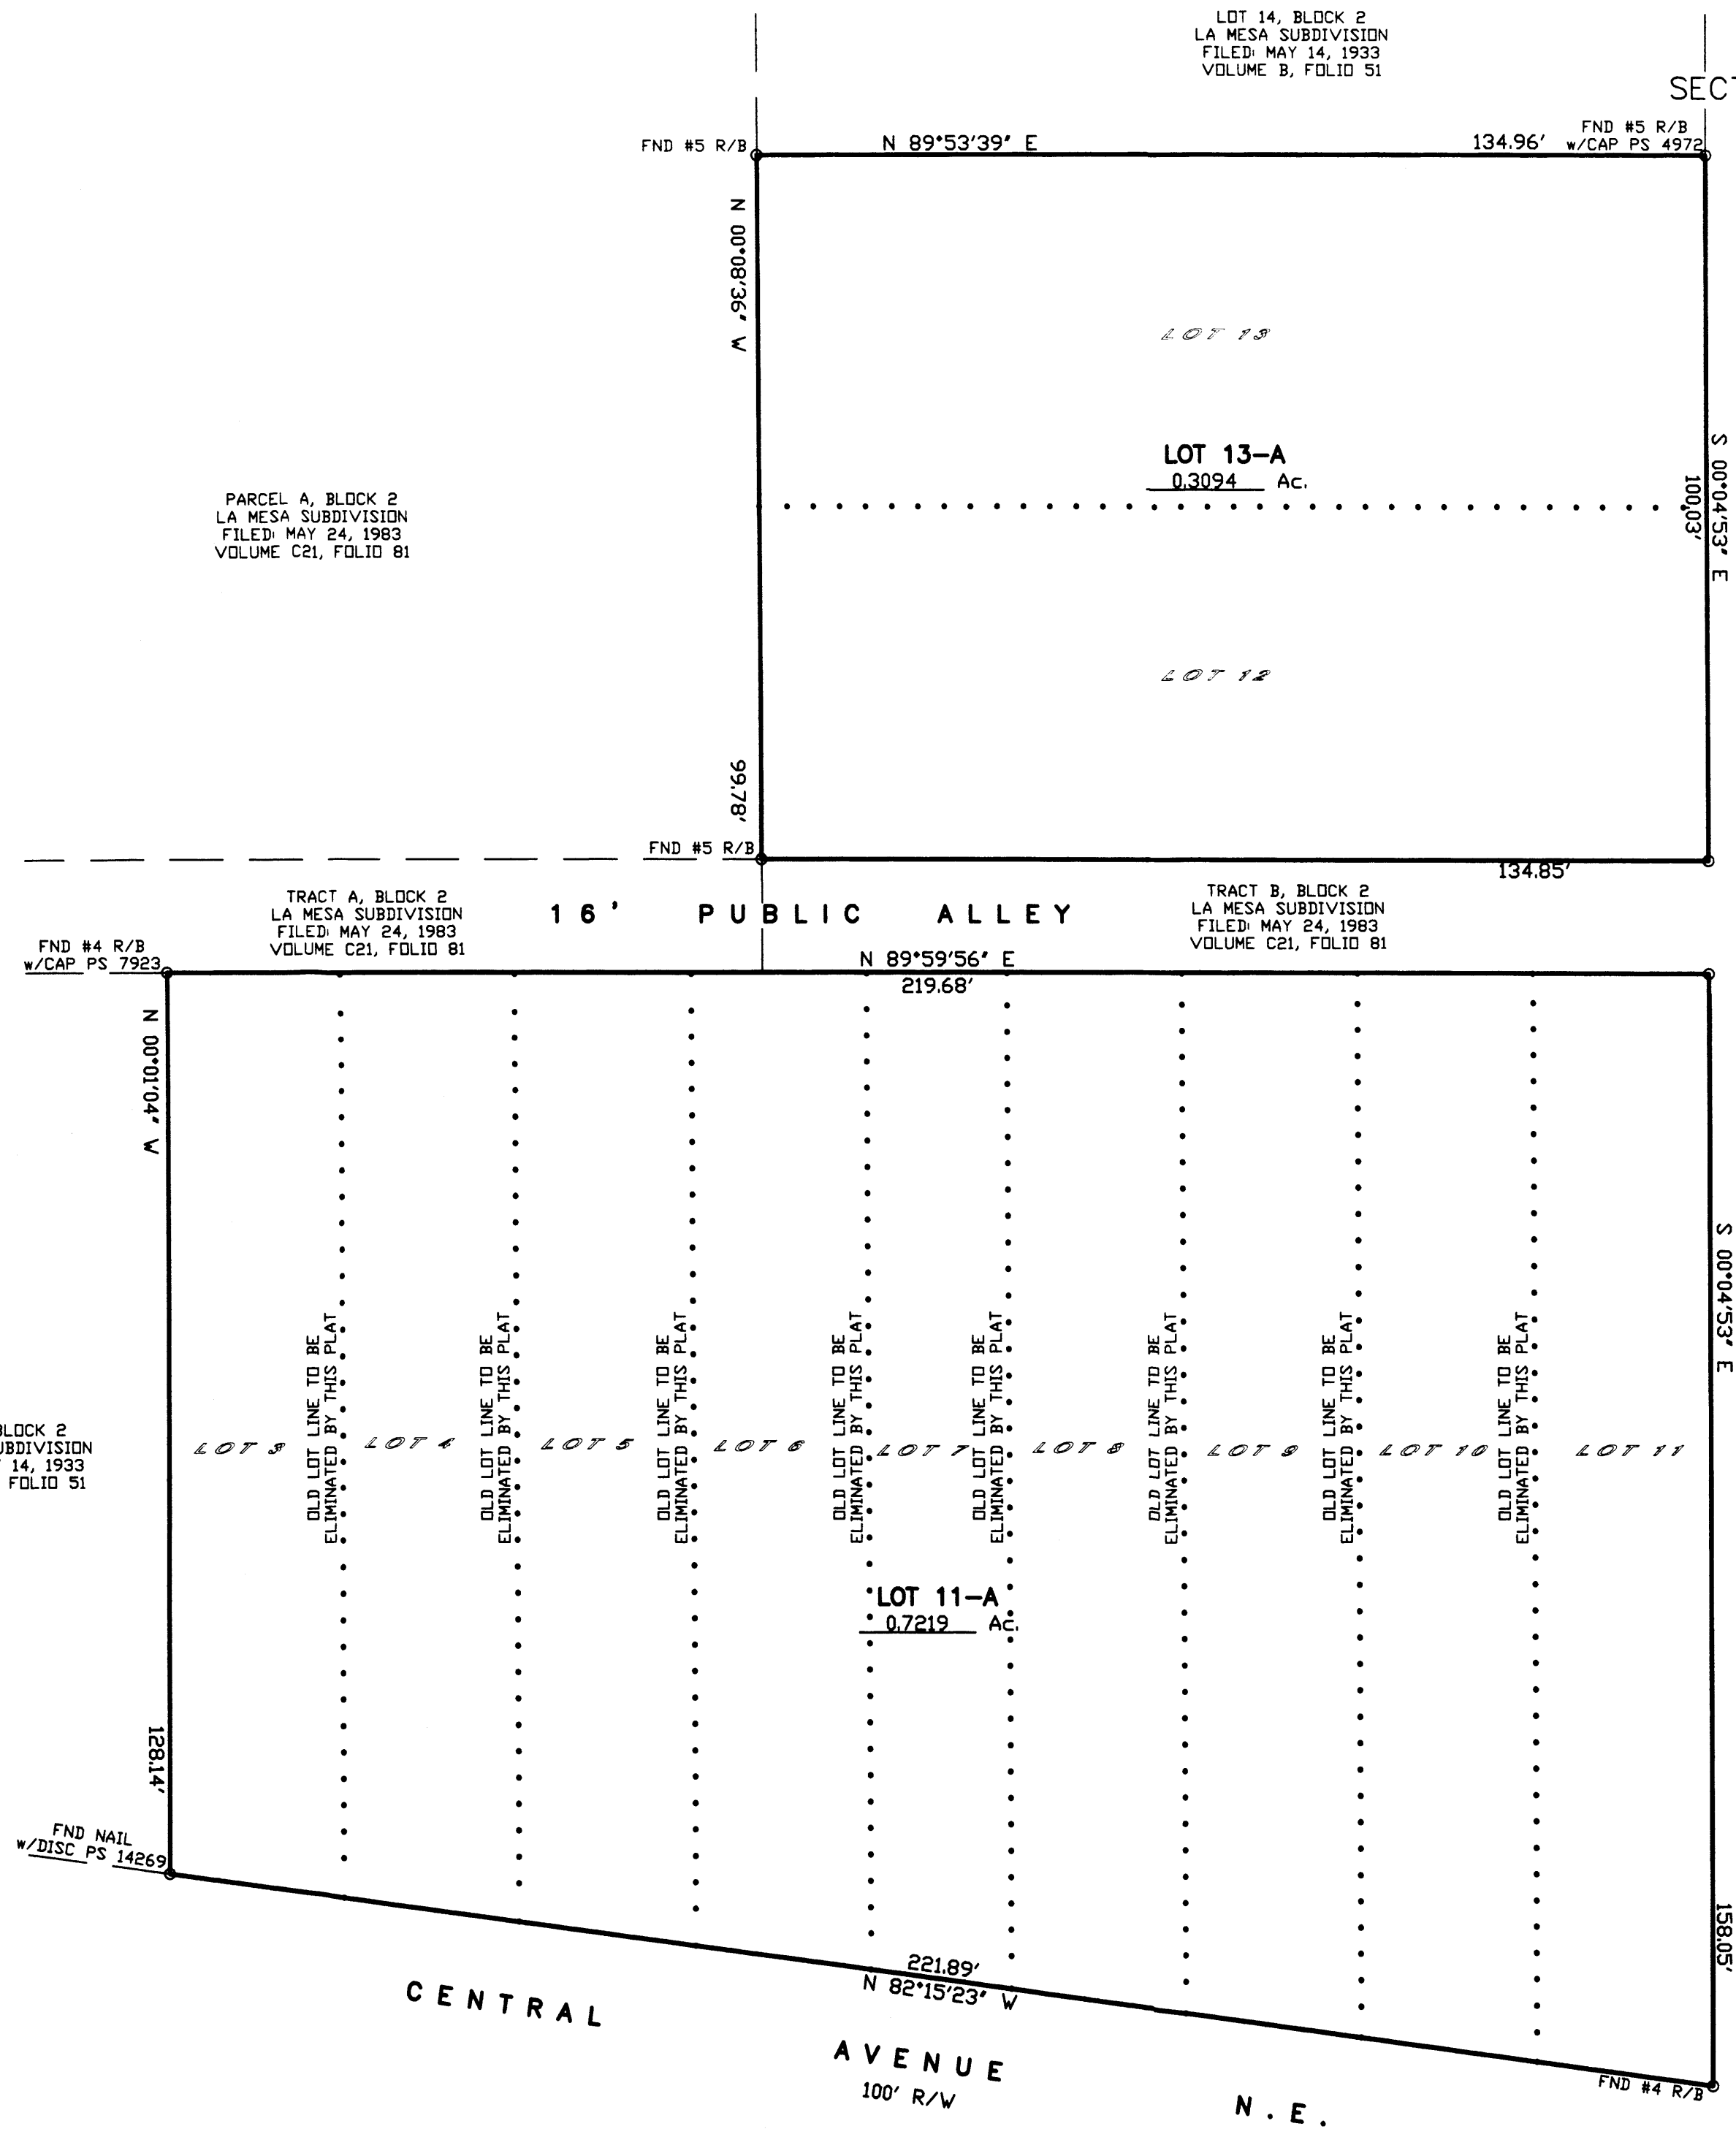 LOT 14, BLOCK 2
LA MESA SUBDIVISION
FILED: MAY 14, 1933
VOLUME B, FOLIO 51
SECT
FND #5 R/B
N 89°53'39" E
134.96'
FND #5 R/B
w/CAP PS 4972
N 00°08'36" W
99.78'
LOT 13
LOT 13-A
0.3094 Ac.
S 00°04'53" E
100.03'
PARCEL A, BLOCK 2
LA MESA SUBDIVISION
FILED: MAY 24, 1983
VOLUME C21, FOLIO 81
LOT 12
FND #5 R/B
134.85'
TRACT A, BLOCK 2
LA MESA SUBDIVISION
FILED: MAY 24, 1983
VOLUME C21, FOLIO 81
16' PUBLIC ALLEY
TRACT B, BLOCK 2
LA MESA SUBDIVISION
FILED: MAY 24, 1983
VOLUME C21, FOLIO 81
FND #4 R/B
w/CAP PS 7923
N 89°59'56" E
219.68'
N 00°01'04" W
128.14'
S 00°04'53" E
158.05'
BLOCK 2
UBDIVISION
14, 1933
FOLIO 51
LOT 3
OLD LOT LINE TO BE
ELIMINATED BY THIS PLAT
LOT 4
OLD LOT LINE TO BE
ELIMINATED BY THIS PLAT
LOT 5
OLD LOT LINE TO BE
ELIMINATED BY THIS PLAT
LOT 6
OLD LOT LINE TO BE
ELIMINATED BY THIS PLAT
LOT 7
OLD LOT LINE TO BE
ELIMINATED BY THIS PLAT
LOT 8
OLD LOT LINE TO BE
ELIMINATED BY THIS PLAT
LOT 9
OLD LOT LINE TO BE
ELIMINATED BY THIS PLAT
LOT 10
OLD LOT LINE TO BE
ELIMINATED BY THIS PLAT
LOT 11
LOT 11-A
0.7219 Ac.
FND NAIL
w/DISC PS 14269
221.89'
N 82°15'23" W
CENTRAL
AVENUE
100' R/W
N.E.
FND #4 R/B